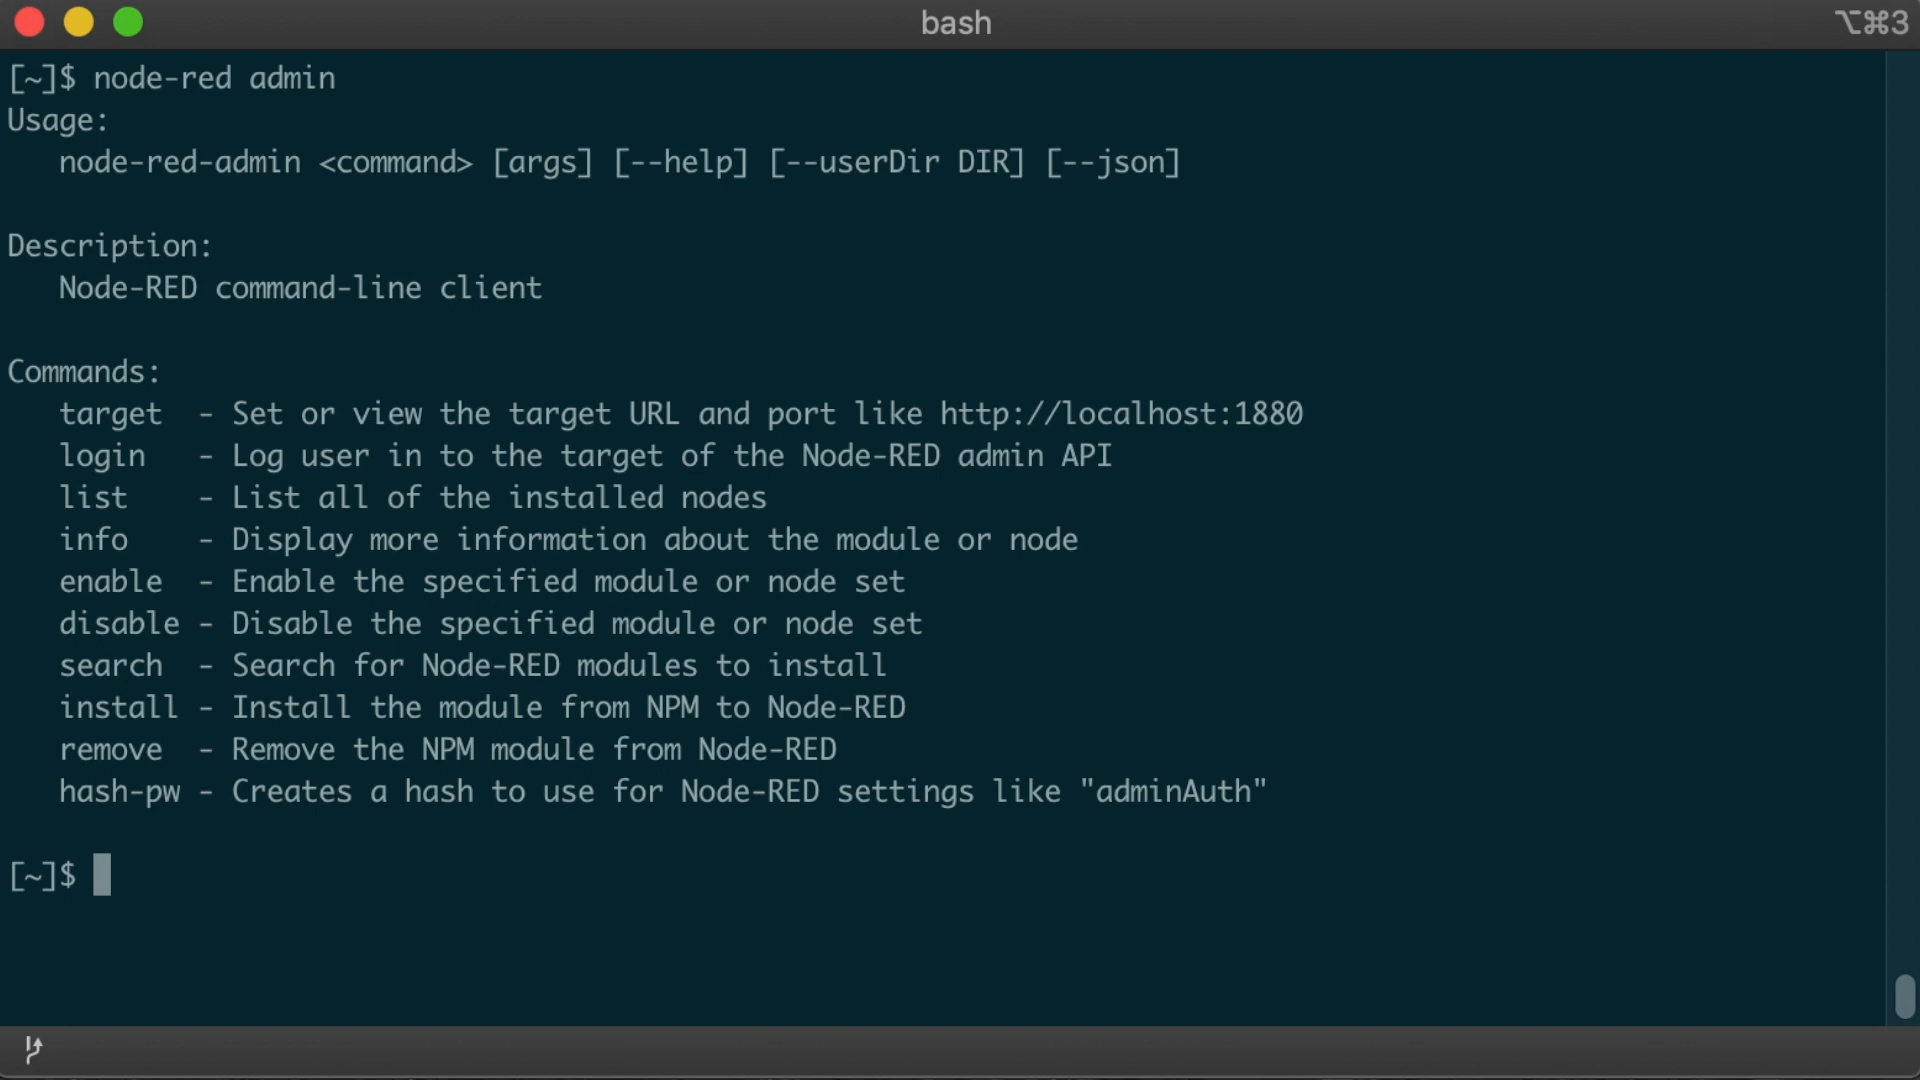 bash
⌥⌘3
[~]$ node-red admin
Usage:
   node-red-admin <command> [args] [--help] [--userDir DIR] [--json]

Description:
   Node-RED command-line client

Commands:
   target  - Set or view the target URL and port like http://localhost:1880
   login   - Log user in to the target of the Node-RED admin API
   list    - List all of the installed nodes
   info    - Display more information about the module or node
   enable  - Enable the specified module or node set
   disable - Disable the specified module or node set
   search  - Search for Node-RED modules to install
   install - Install the module from NPM to Node-RED
   remove  - Remove the NPM module from Node-RED
   hash-pw - Creates a hash to use for Node-RED settings like "adminAuth"

[~]$